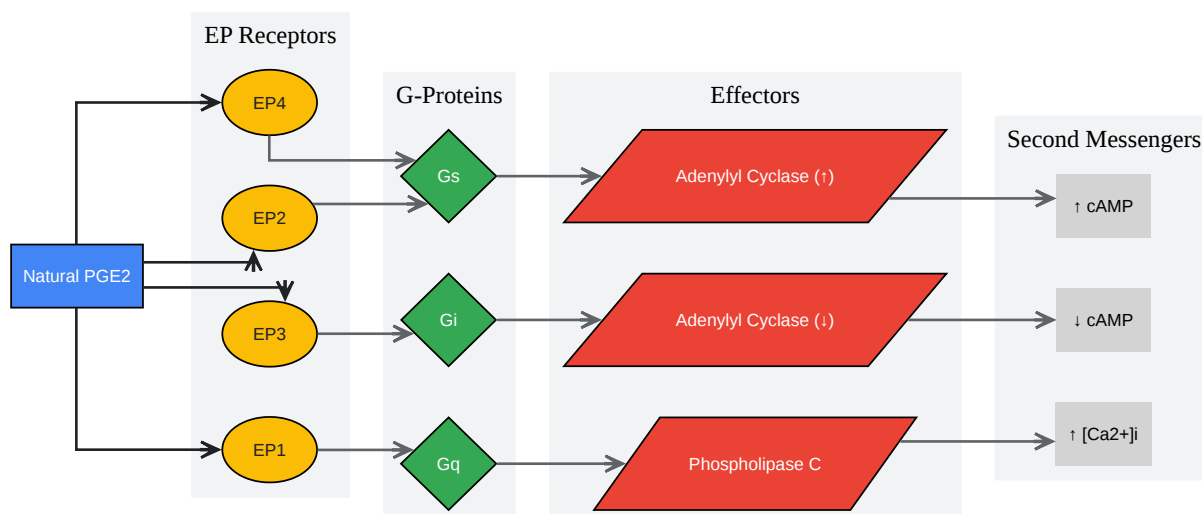 EP Receptors
G-Proteins
Effectors
Second Messengers
Natural PGE2
EP4
EP2
EP3
EP1
Gs
Gi
Gq
Adenylyl Cyclase (↑)
Adenylyl Cyclase (↓)
Phospholipase C
↑ cAMP
↓ cAMP
↑ [Ca2+]i